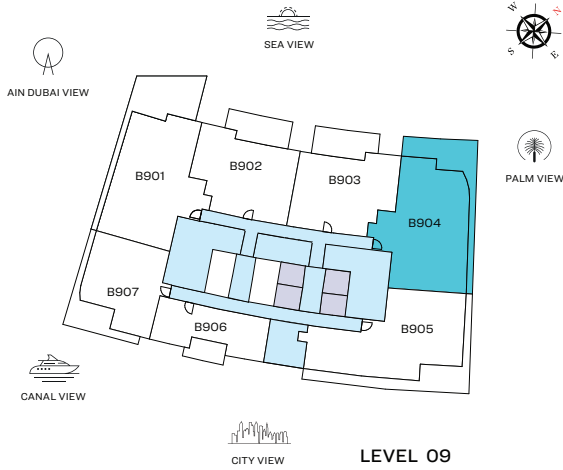 W
N
S
E
SEA VIEW
AIN DUBAI VIEW
PALM VIEW
B901
B902
B903
B904
B907
B906
B905
CANAL VIEW
CITY VIEW
LEVEL 09